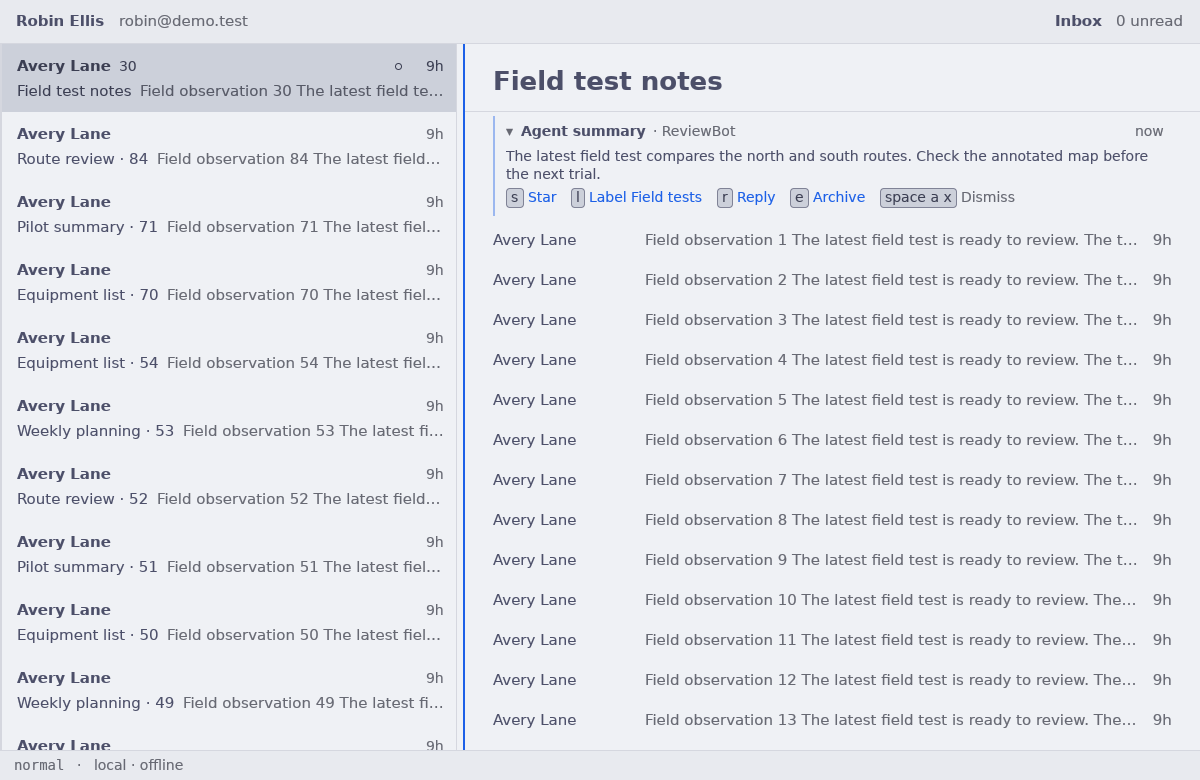 Robin Ellis robin@demo.test
Inbox 0 unread
Avery Lane 30 9h
Field test notes Field observation 30 The latest field te…
Avery Lane 9h
Route review · 84 Field observation 84 The latest field…
Avery Lane 9h
Pilot summary · 71 Field observation 71 The latest fiel…
Avery Lane 9h
Equipment list · 70 Field observation 70 The latest fiel…
Avery Lane 9h
Equipment list · 54 Field observation 54 The latest fiel…
Avery Lane 9h
Weekly planning · 53 Field observation 53 The latest fi…
Avery Lane 9h
Route review · 52 Field observation 52 The latest field…
Avery Lane 9h
Pilot summary · 51 Field observation 51 The latest fiel…
Avery Lane 9h
Equipment list · 50 Field observation 50 The latest fiel…
Avery Lane 9h
Weekly planning · 49 Field observation 49 The latest fi…
Avery Lane 9h
Field test notes
▾ Agent summary · ReviewBot now
The latest field test compares the north and south routes. Check the annotated map before
the next trial.
s Star l Label Field tests r Reply e Archive space a x Dismiss
Avery Lane Field observation 1 The latest field test is ready to review. The t… 9h
Avery Lane Field observation 2 The latest field test is ready to review. The t… 9h
Avery Lane Field observation 3 The latest field test is ready to review. The t… 9h
Avery Lane Field observation 4 The latest field test is ready to review. The t… 9h
Avery Lane Field observation 5 The latest field test is ready to review. The t… 9h
Avery Lane Field observation 6 The latest field test is ready to review. The t… 9h
Avery Lane Field observation 7 The latest field test is ready to review. The t… 9h
Avery Lane Field observation 8 The latest field test is ready to review. The t… 9h
Avery Lane Field observation 9 The latest field test is ready to review. The t… 9h
Avery Lane Field observation 10 The latest field test is ready to review. The… 9h
Avery Lane Field observation 11 The latest field test is ready to review. The… 9h
Avery Lane Field observation 12 The latest field test is ready to review. The… 9h
Avery Lane Field observation 13 The latest field test is ready to review. The… 9h
normal · local · offline